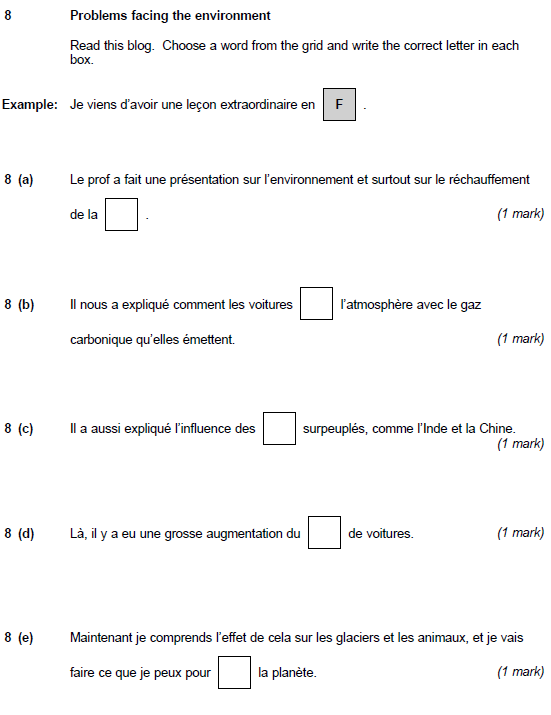 8 Problems facing the environment
Read this blog. Choose a word from the grid and write the correct letter in each
box.
Example: Je viens d'avoir une leçon extraordinaire en F .
8 (a) Le prof a fait une présentation sur l'environnement et surtout sur le réchauffement
de la . (1 mark)
8 (b) Il nous a expliqué comment les voitures l'atmosphère avec le gaz
carbonique qu'elles émettent. (1 mark)
8 (c) Il a aussi expliqué l'influence des surpeuplés, comme l'Inde et la Chine.
(1 mark)
8 (d) Là, il y a eu une grosse augmentation du de voitures. (1 mark)
8 (e) Maintenant je comprends l'effet de cela sur les glaciers et les animaux, et je vais
faire ce que je peux pour la planète. (1 mark)